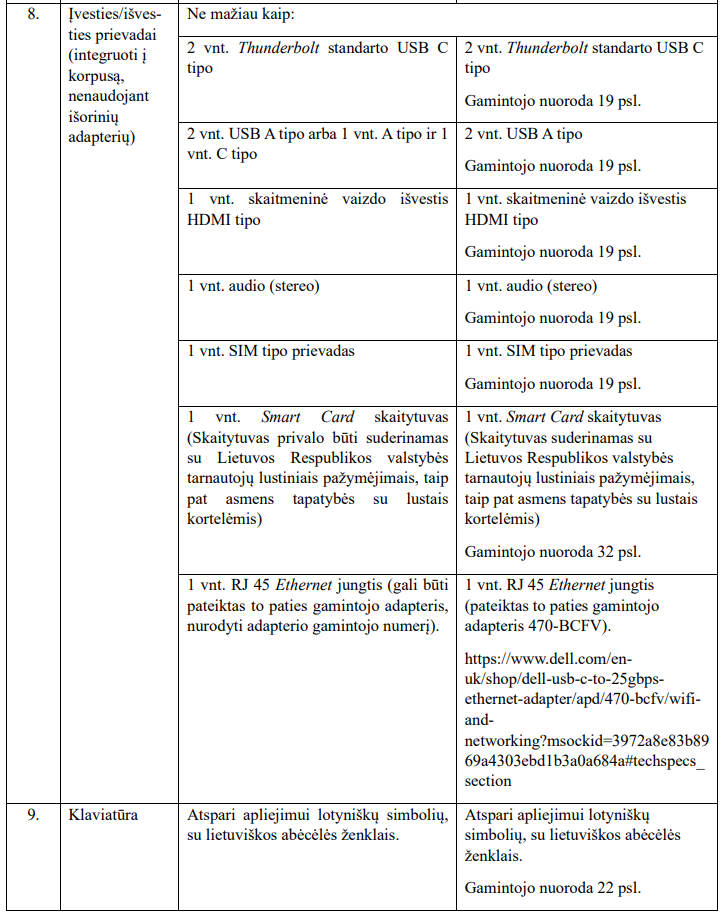 8.
Įvesties/išves-
ties prievadai
(integruoti į
korpusą,
nenaudojant
išorinių
adapterių)
Ne mažiau kaip:
2 vnt. Thunderbolt standarto USB C
tipo
2 vnt. Thunderbolt standarto USB C
tipo
Gamintojo nuoroda 19 psl.
2 vnt. USB A tipo arba 1 vnt. A tipo ir 1
vnt. C tipo
2 vnt. USB A tipo
Gamintojo nuoroda 19 psl.
1 vnt. skaitmeninė vaizdo išvestis
HDMI tipo
1 vnt. skaitmeninė vaizdo išvestis
HDMI tipo
Gamintojo nuoroda 19 psl.
1 vnt. audio (stereo)
1 vnt. audio (stereo)
Gamintojo nuoroda 19 psl.
1 vnt. SIM tipo prievadas
1 vnt. SIM tipo prievadas
Gamintojo nuoroda 19 psl.
1 vnt. Smart Card skaitytuvas
(Skaitytuvas privalo būti suderinamas
su Lietuvos Respublikos valstybės
tarnautojų lustiniais pažymėjimais, taip
pat asmens tapatybės su lustais
kortelėmis)
1 vnt. Smart Card skaitytuvas
(Skaitytuvas suderinamas su
Lietuvos Respublikos valstybės
tarnautojų lustiniais pažymėjimais,
taip pat asmens tapatybės su lustais
kortelėmis)
Gamintojo nuoroda 32 psl.
1 vnt. RJ 45 Ethernet jungtis (gali būti
pateiktas to paties gamintojo adapteris,
nurodyti adapterio gamintojo numerį).
1 vnt. RJ 45 Ethernet jungtis
(pateiktas to paties gamintojo
adapteris 470-BCFV).
https://www.dell.com/en-
uk/shop/dell-usb-c-to-25gbps-
ethernet-adapter/apd/470-bcfv/wifi-
and-
networking?msockid=3972a8e83b89
69a4303ebd1b3a0a684a#techspecs_
section
9.
Klaviatūra
Atspari apliejimui lotyniškų simbolių,
su lietuviškos abėcėlės ženklais.
Atspari apliejimui lotyniškų
simbolių, su lietuviškos abėcėlės
ženklais.
Gamintojo nuoroda 22 psl.